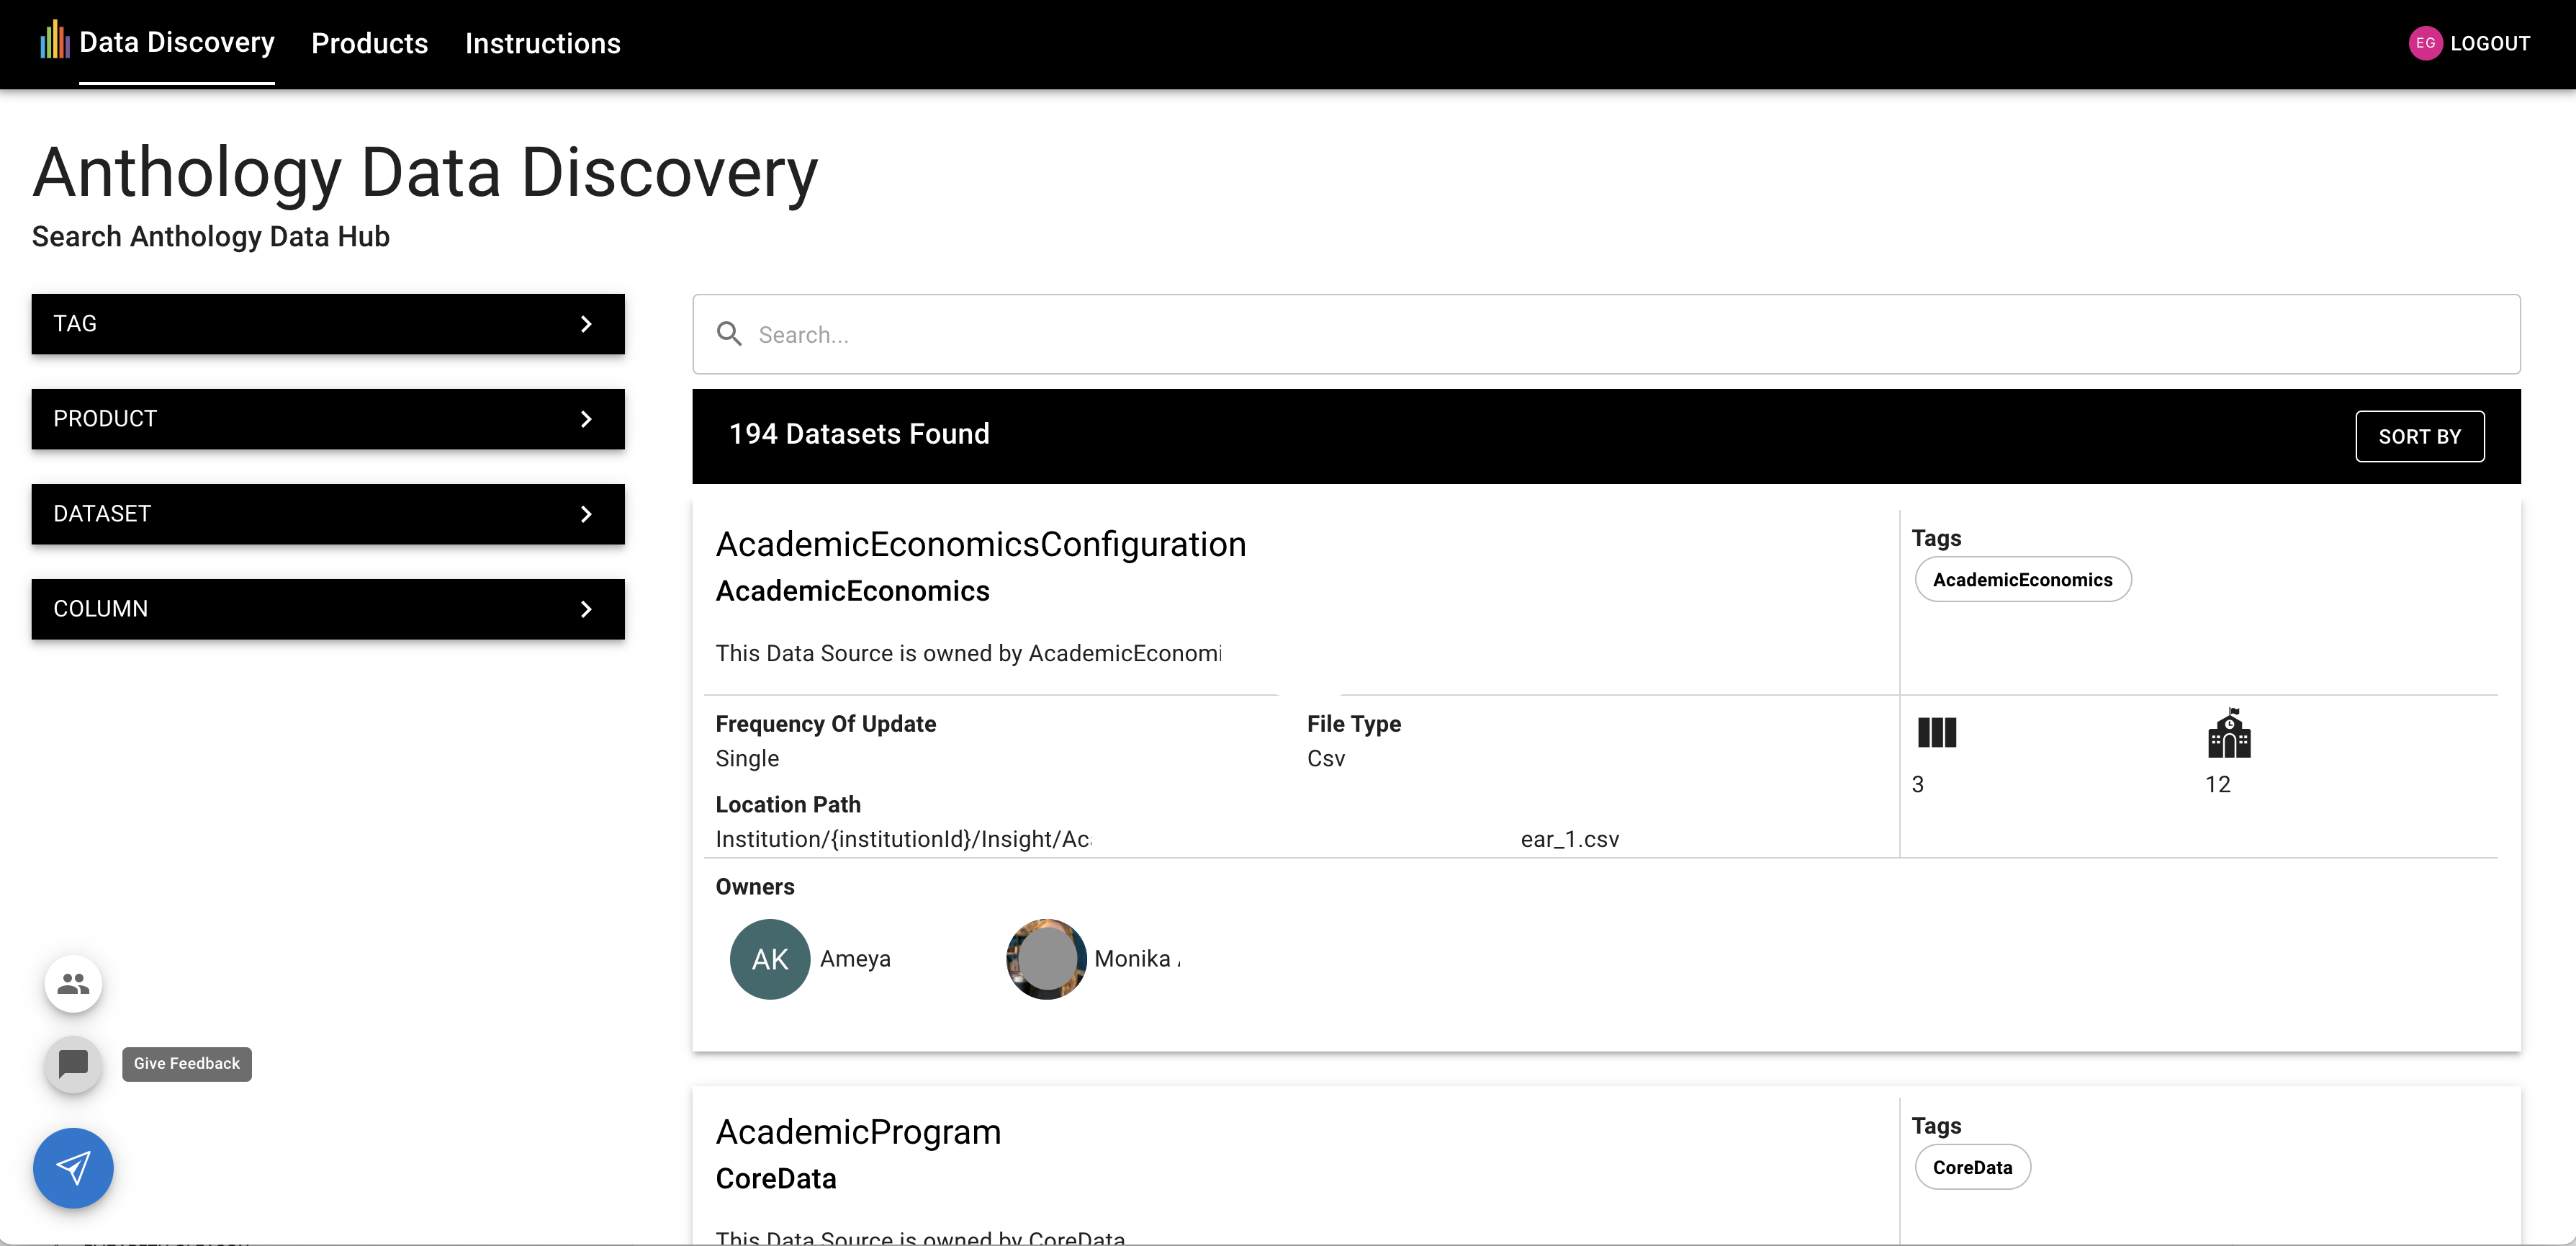 Data Discovery Products Instructions
EG LOGOUT
Anthology Data Discovery
Search Anthology Data Hub
TAG
PRODUCT
DATASET
COLUMN
Search...
194 Datasets Found
SORT BY
AcademicEconomicsConfiguration
AcademicEconomics
This Data Source is owned by
Tags
AcademicEconomics
Frequency Of Update
Single
File Type
Csv
3
12
Location Path
Institution/{institutionId}/Insight/Ac
ear_1.csv
Owners
AK Ameya
Monika
Give Feedback
AcademicProgram
CoreData
This Data Source is owned by CoreData
Tags
CoreData